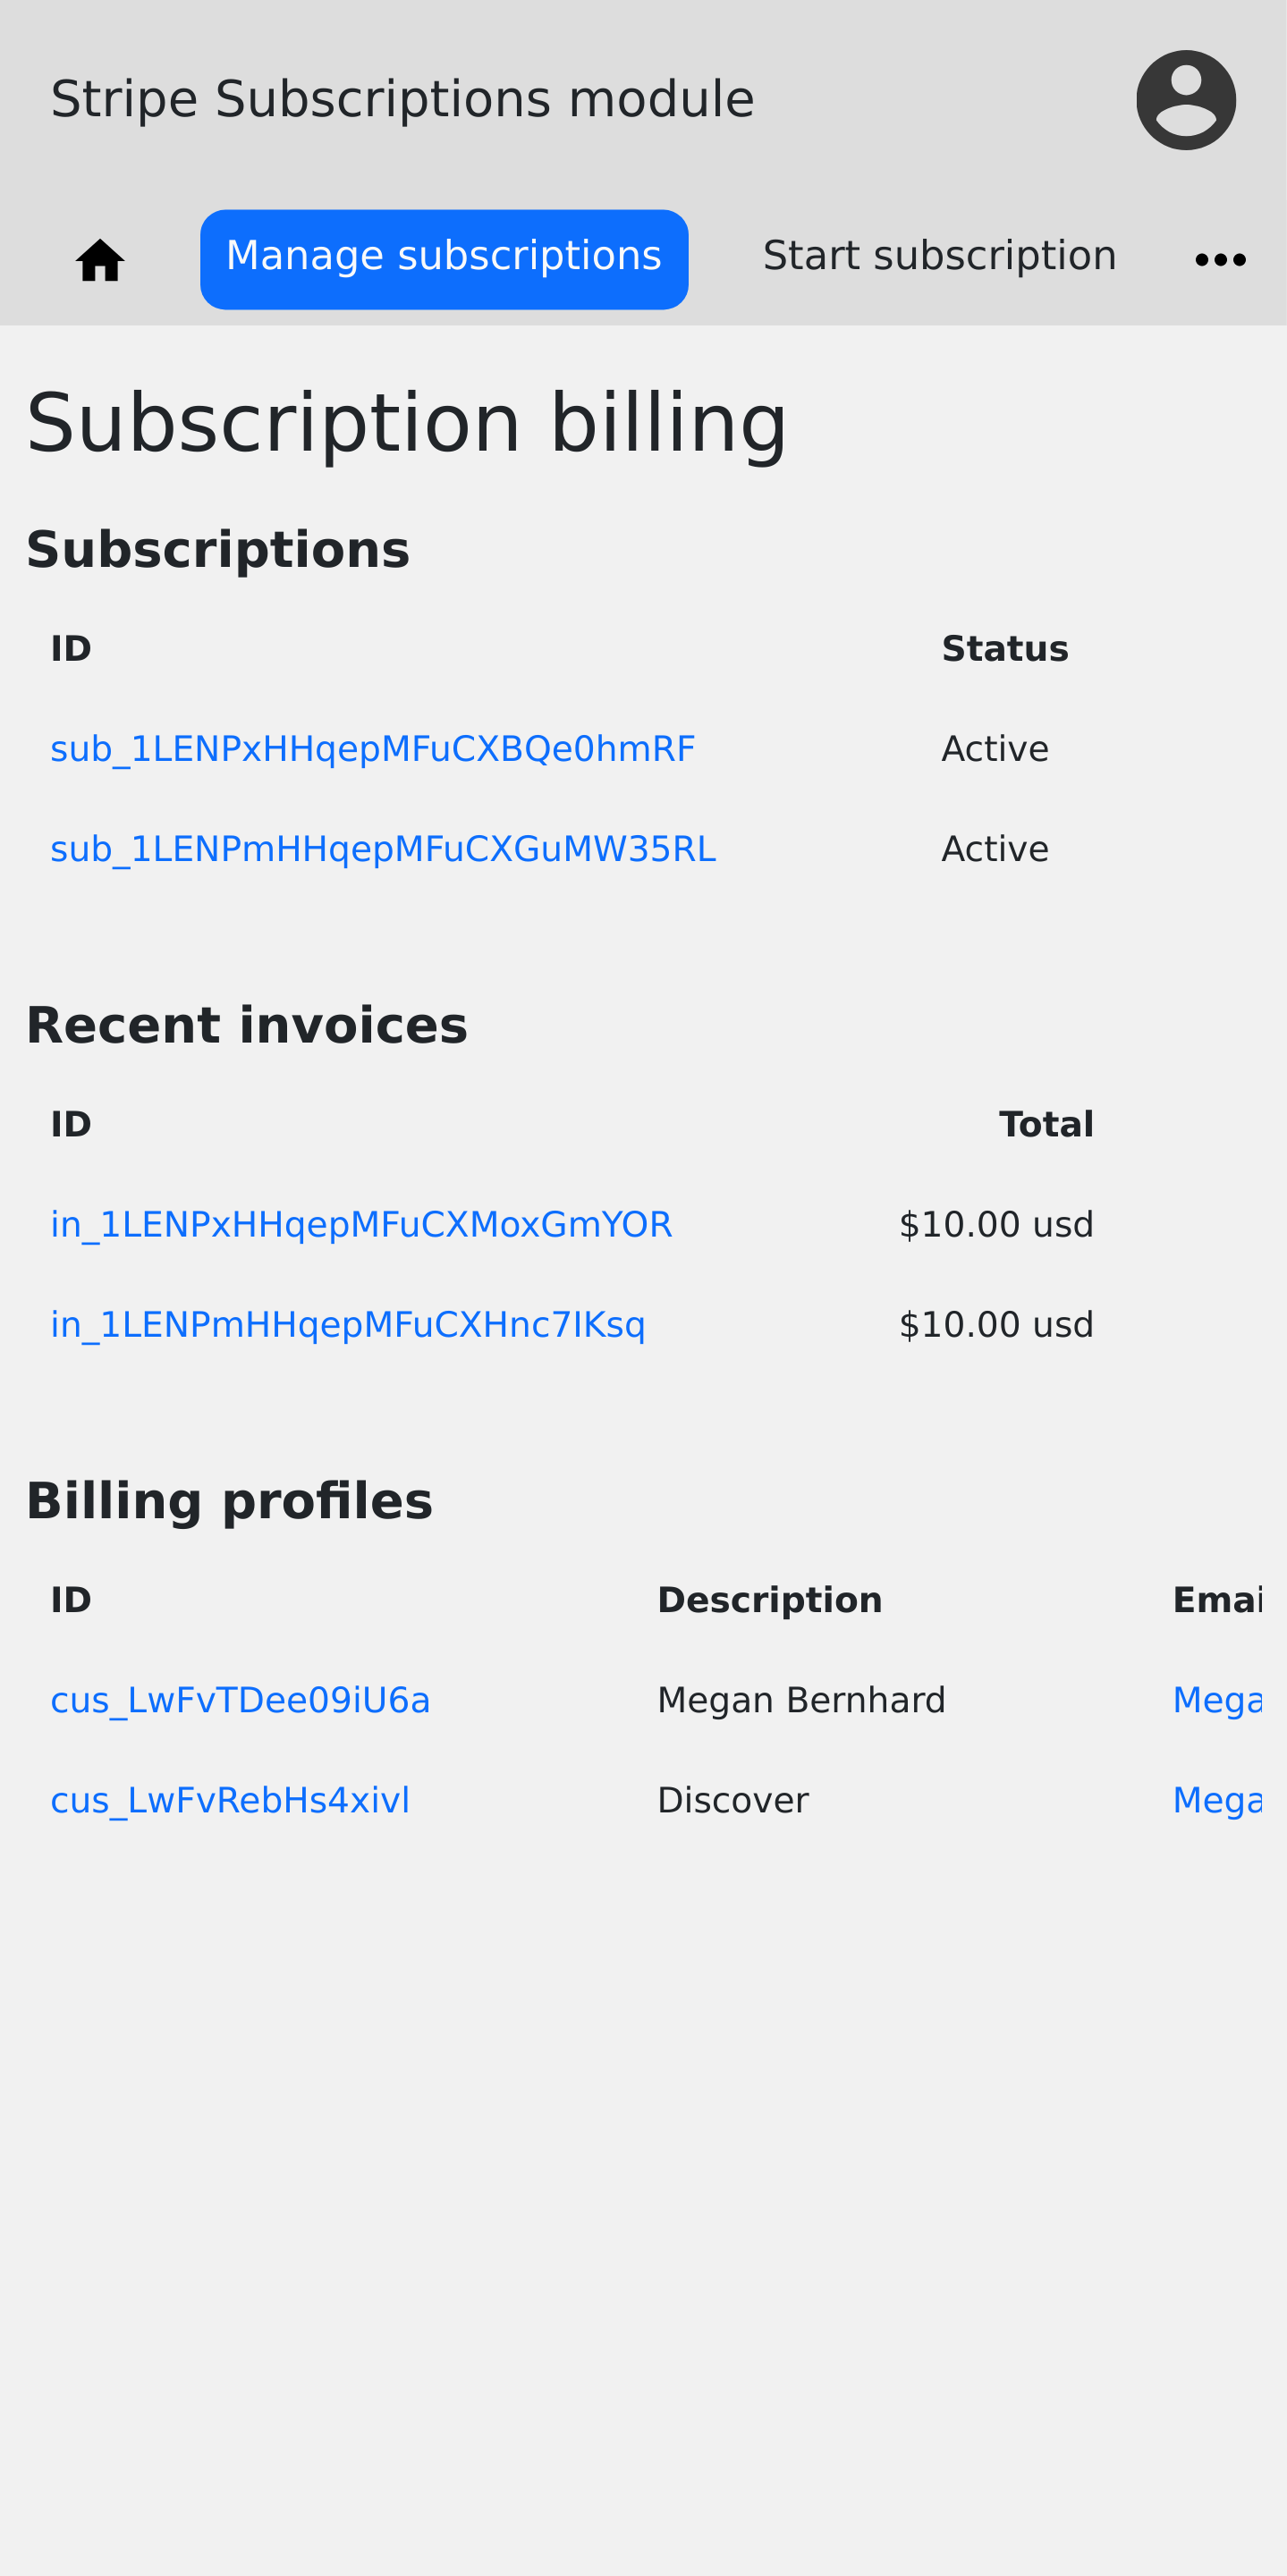 Stripe Subscriptions module
Manage subscriptions Start subscription
Subscription billing
Subscriptions
ID Status
sub_1LENPxHHqepMFuCXBQe0hmRF Active
sub_1LENPmHHqepMFuCXGuMW35RL Active
Recent invoices
ID Total
in_1LENPxHHqepMFuCXMoxGmYOR $10.00 usd
in_1LENPmHHqepMFuCXHnc7IKsq $10.00 usd
Billing profiles
ID Description Emai
cus_LwFvTDee09iU6a Megan Bernhard Mega
cus_LwFvRebHs4xivl Discover Mega